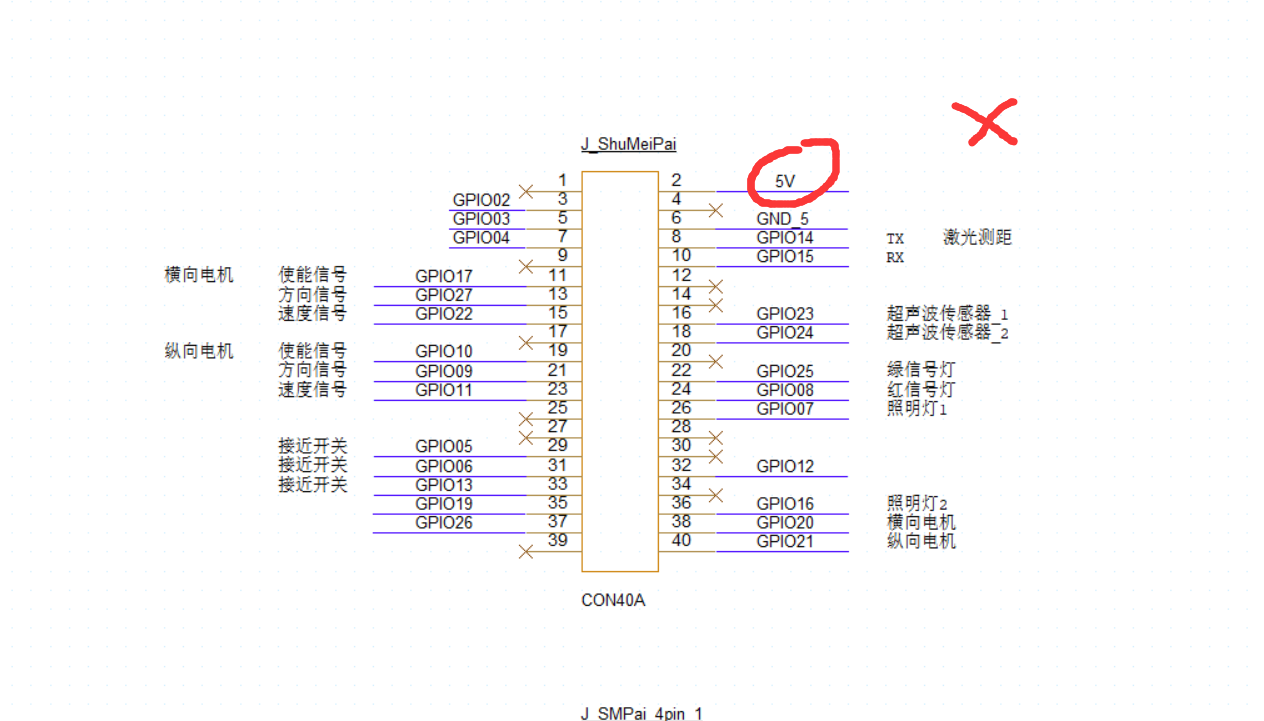 J_ShuMeiPai
1 2 5V
GPIO02 3 4
GPIO03 5 6 GND_5
GPIO04 7 8 GPIO14 TX 激光测距
9 10 GPIO15 RX
横向电机 使能信号 GPIO17 11 12
方向信号 GPIO27 13 14
速度信号 GPIO22 15 16 GPIO23 超声波传感器_1
17 18 GPIO24 超声波传感器_2
纵向电机 使能信号 GPIO10 19 20
方向信号 GPIO09 21 22 GPIO25 绿信号灯
速度信号 GPIO11 23 24 GPIO08 红信号灯
25 26 GPIO07 照明灯1
27 28
接近开关 GPIO05 29 30
接近开关 GPIO06 31 32 GPIO12
接近开关 GPIO13 33 34
GPIO19 35 36 GPIO16 照明灯2
GPIO26 37 38 GPIO20 横向电机
39 40 GPIO21 纵向电机
CON40A
J_SMPai_4pin_1